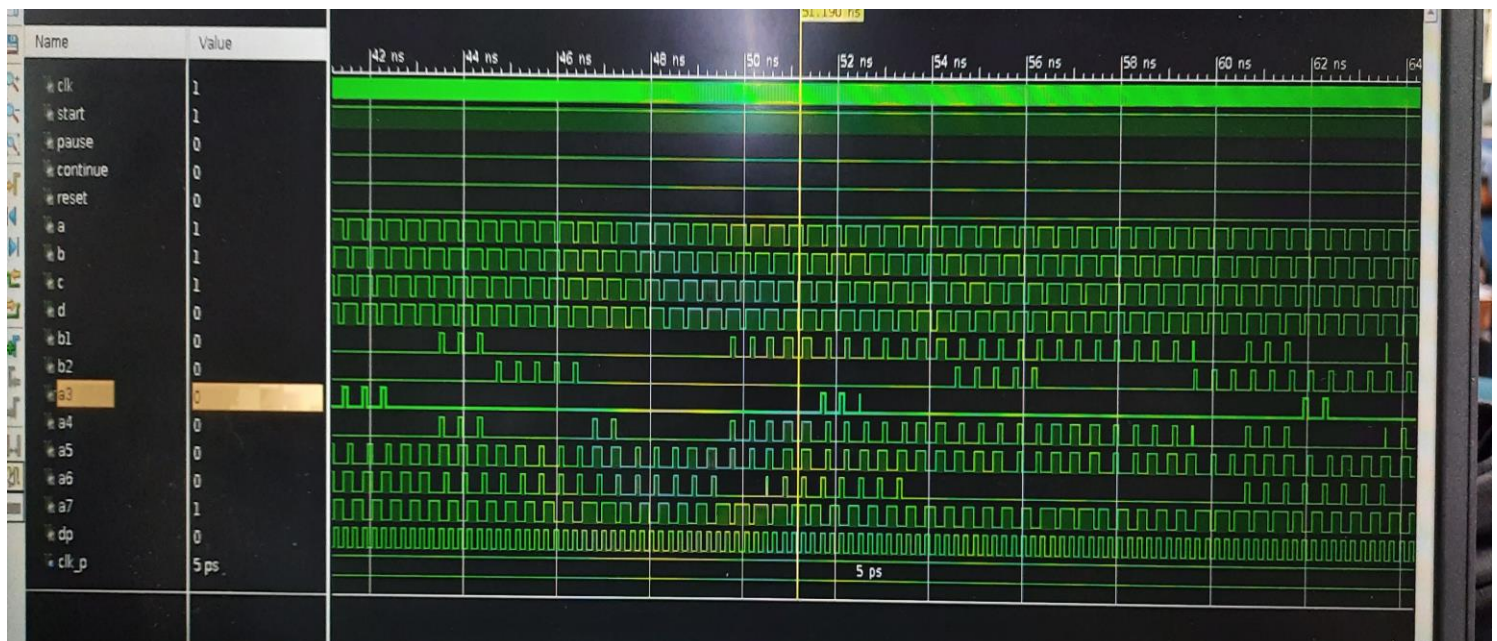 51.190 ns
Name Value
42 ns 44 ns 46 ns 48 ns 50 ns 52 ns 54 ns 56 ns 58 ns 60 ns 62 ns 64
clk 1
start 1
pause 0
continue 0
reset 0
a 1
b 1
c 1
d 0
b1 0
b2 0
a3 0
a4 0
a5 0
a6 0
a7 1
dp 0
clk_p 5 ps 5 ps